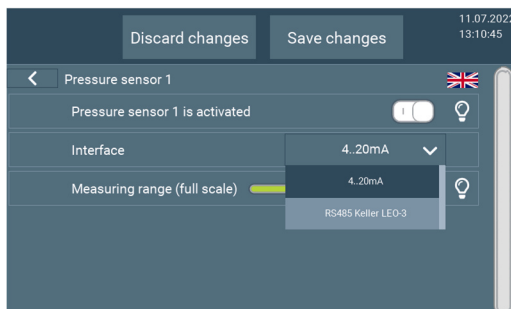 Discard changes
Save changes
11.07.2022
13:10:45
Pressure sensor 1
Pressure sensor 1 is activated
Interface
4..20mA
4..20mA
Measuring range (full scale)
RS485 Keller LEO-3